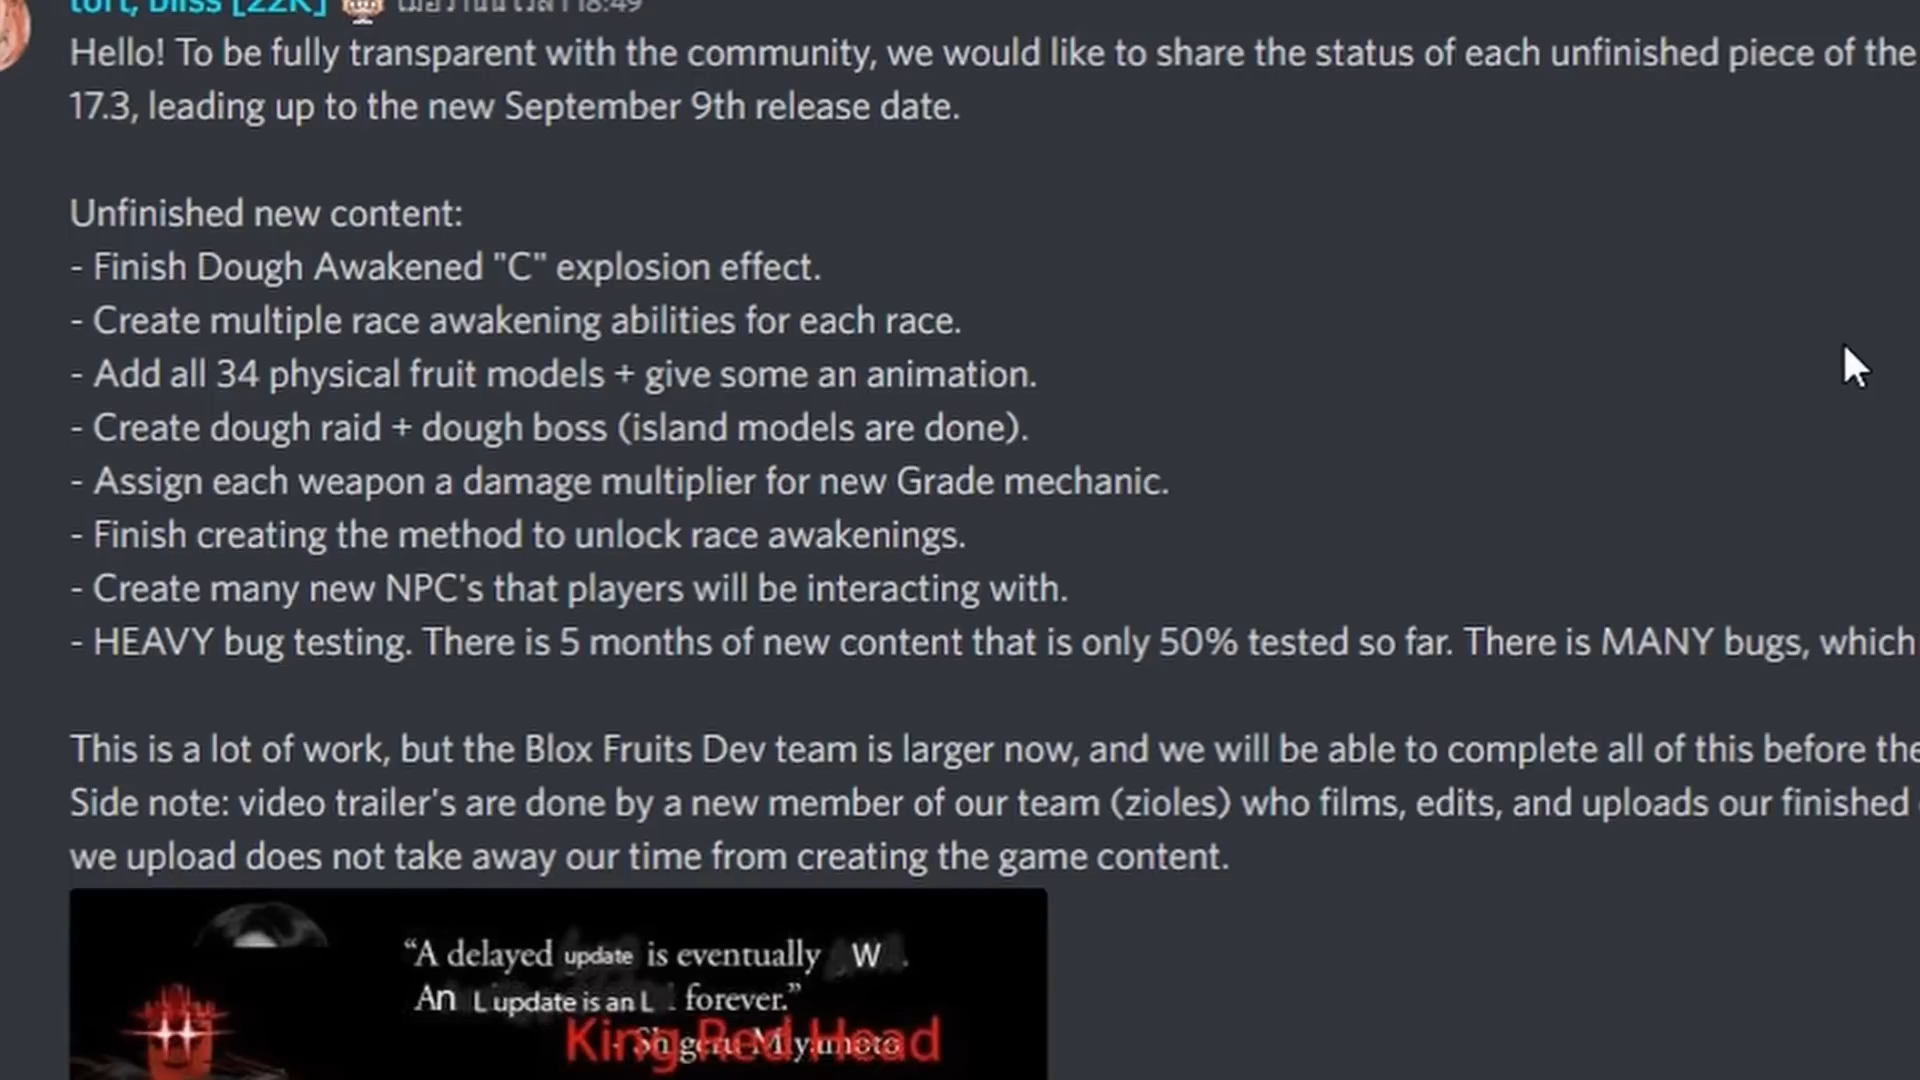 bliss [22K]
Hello! To be fully transparent with the community, we would like to share the status of each unfinished piece of the
17.3, leading up to the new September 9th release date.
Unfinished new content:
- Finish Dough Awakened "C" explosion effect.
- Create multiple race awakening abilities for each race.
- Add all 34 physical fruit models + give some an animation.
- Create dough raid + dough boss (island models are done).
- Assign each weapon a damage multiplier for new Grade mechanic.
- Finish creating the method to unlock race awakenings.
- Create many new NPC's that players will be interacting with.
- HEAVY bug testing. There is 5 months of new content that is only 50% tested so far. There is MANY bugs, which
This is a lot of work, but the Blox Fruits Dev team is larger now, and we will be able to complete all of this before the
Side note: video trailer's are done by a new member of our team (zioles) who films, edits, and uploads our finished
we upload does not take away our time from creating the game content.
“A delayed update is eventually W .
An L update is an L forever.”
- Shigeru Miyamoto
King Red Head